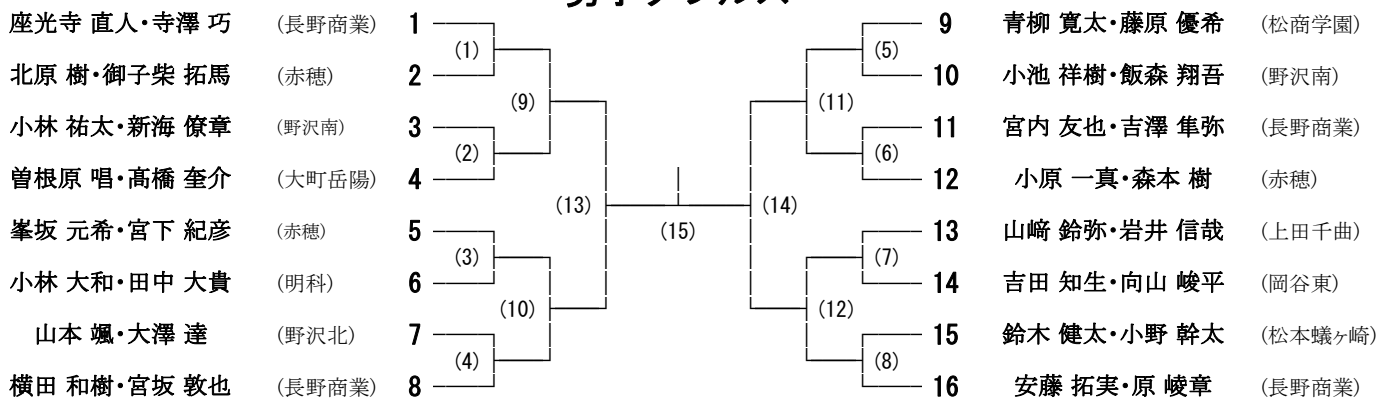 座光寺 直人・寺澤 巧 (長野商業) 1
北原 樹・御子柴 拓馬 (赤穂) 2
小林 祐太・新海 僚章 (野沢南) 3
曽根原 唱・髙橋 奎介 (大町岳陽) 4
峯坂 元希・宮下 紀彦 (赤穂) 5
小林 大和・田中 大貴 (明科) 6
山本 颯・大澤 達 (野沢北) 7
横田 和樹・宮坂 敦也 (長野商業) 8
(1)
(2)
(3)
(4)
(9)
(10)
(13)
(15)
(14)
(11)
(12)
(5)
(6)
(7)
(8)
9 青柳 寛太・藤原 優希 (松商学園)
10 小池 祥樹・飯森 翔吾 (野沢南)
11 宮内 友也・吉澤 隼弥 (長野商業)
12 小原 一真・森本 樹 (赤穂)
13 山﨑 鈴弥・岩井 信哉 (上田千曲)
14 吉田 知生・向山 峻平 (岡谷東)
15 鈴木 健太・小野 幹太 (松本蟻ヶ崎)
16 安藤 拓実・原 崚章 (長野商業)